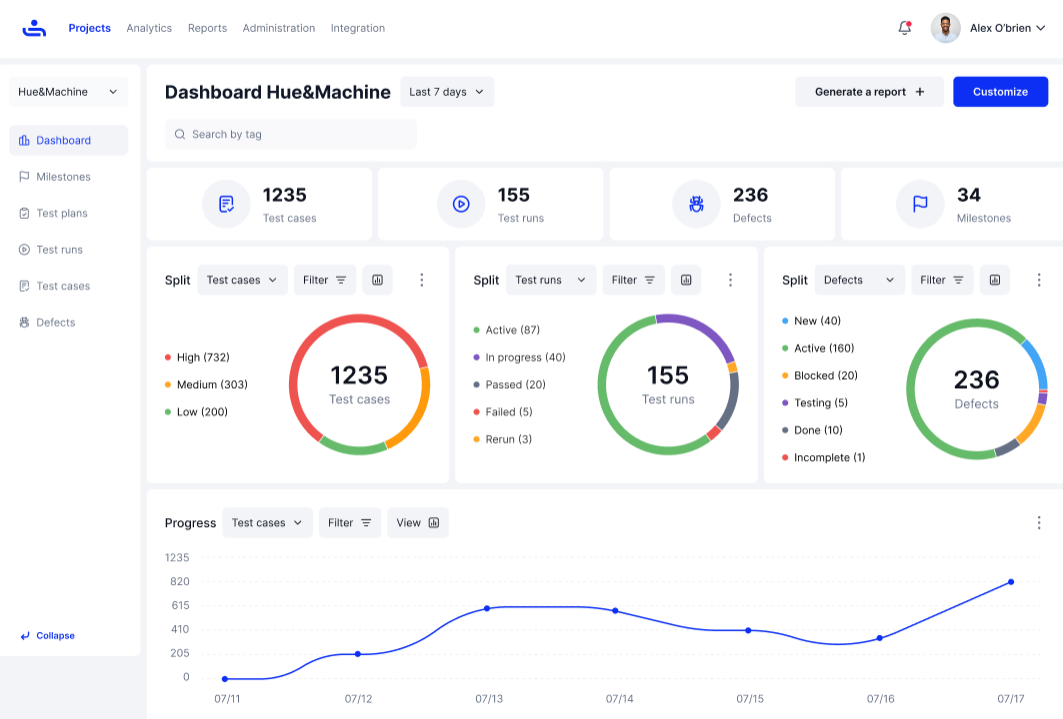 Projects Analytics Reports Administration Integration Alex O'brien
Hue&Machine
Dashboard
Milestones
Test plans
Test runs
Test cases
Defects
Collapse
Dashboard Hue&Machine Last 7 days Generate a report Customize
Search by tag
1235
Test cases
155
Test runs
236
Defects
34
Milestones
Split Test cases Filter
High (732)
Medium (303)
Low (200)
1235
Test cases
Split Test runs Filter
Active (87)
In progress (40)
Passed (20)
Failed (5)
Rerun (3)
155
Test runs
Split Defects Filter
New (40)
Active (160)
Blocked (20)
Testing (5)
Done (10)
Incomplete (1)
236
Defects
Progress Test cases Filter View
1235
820
615
410
205
0
07/11 07/12 07/13 07/14 07/15 07/16 07/17